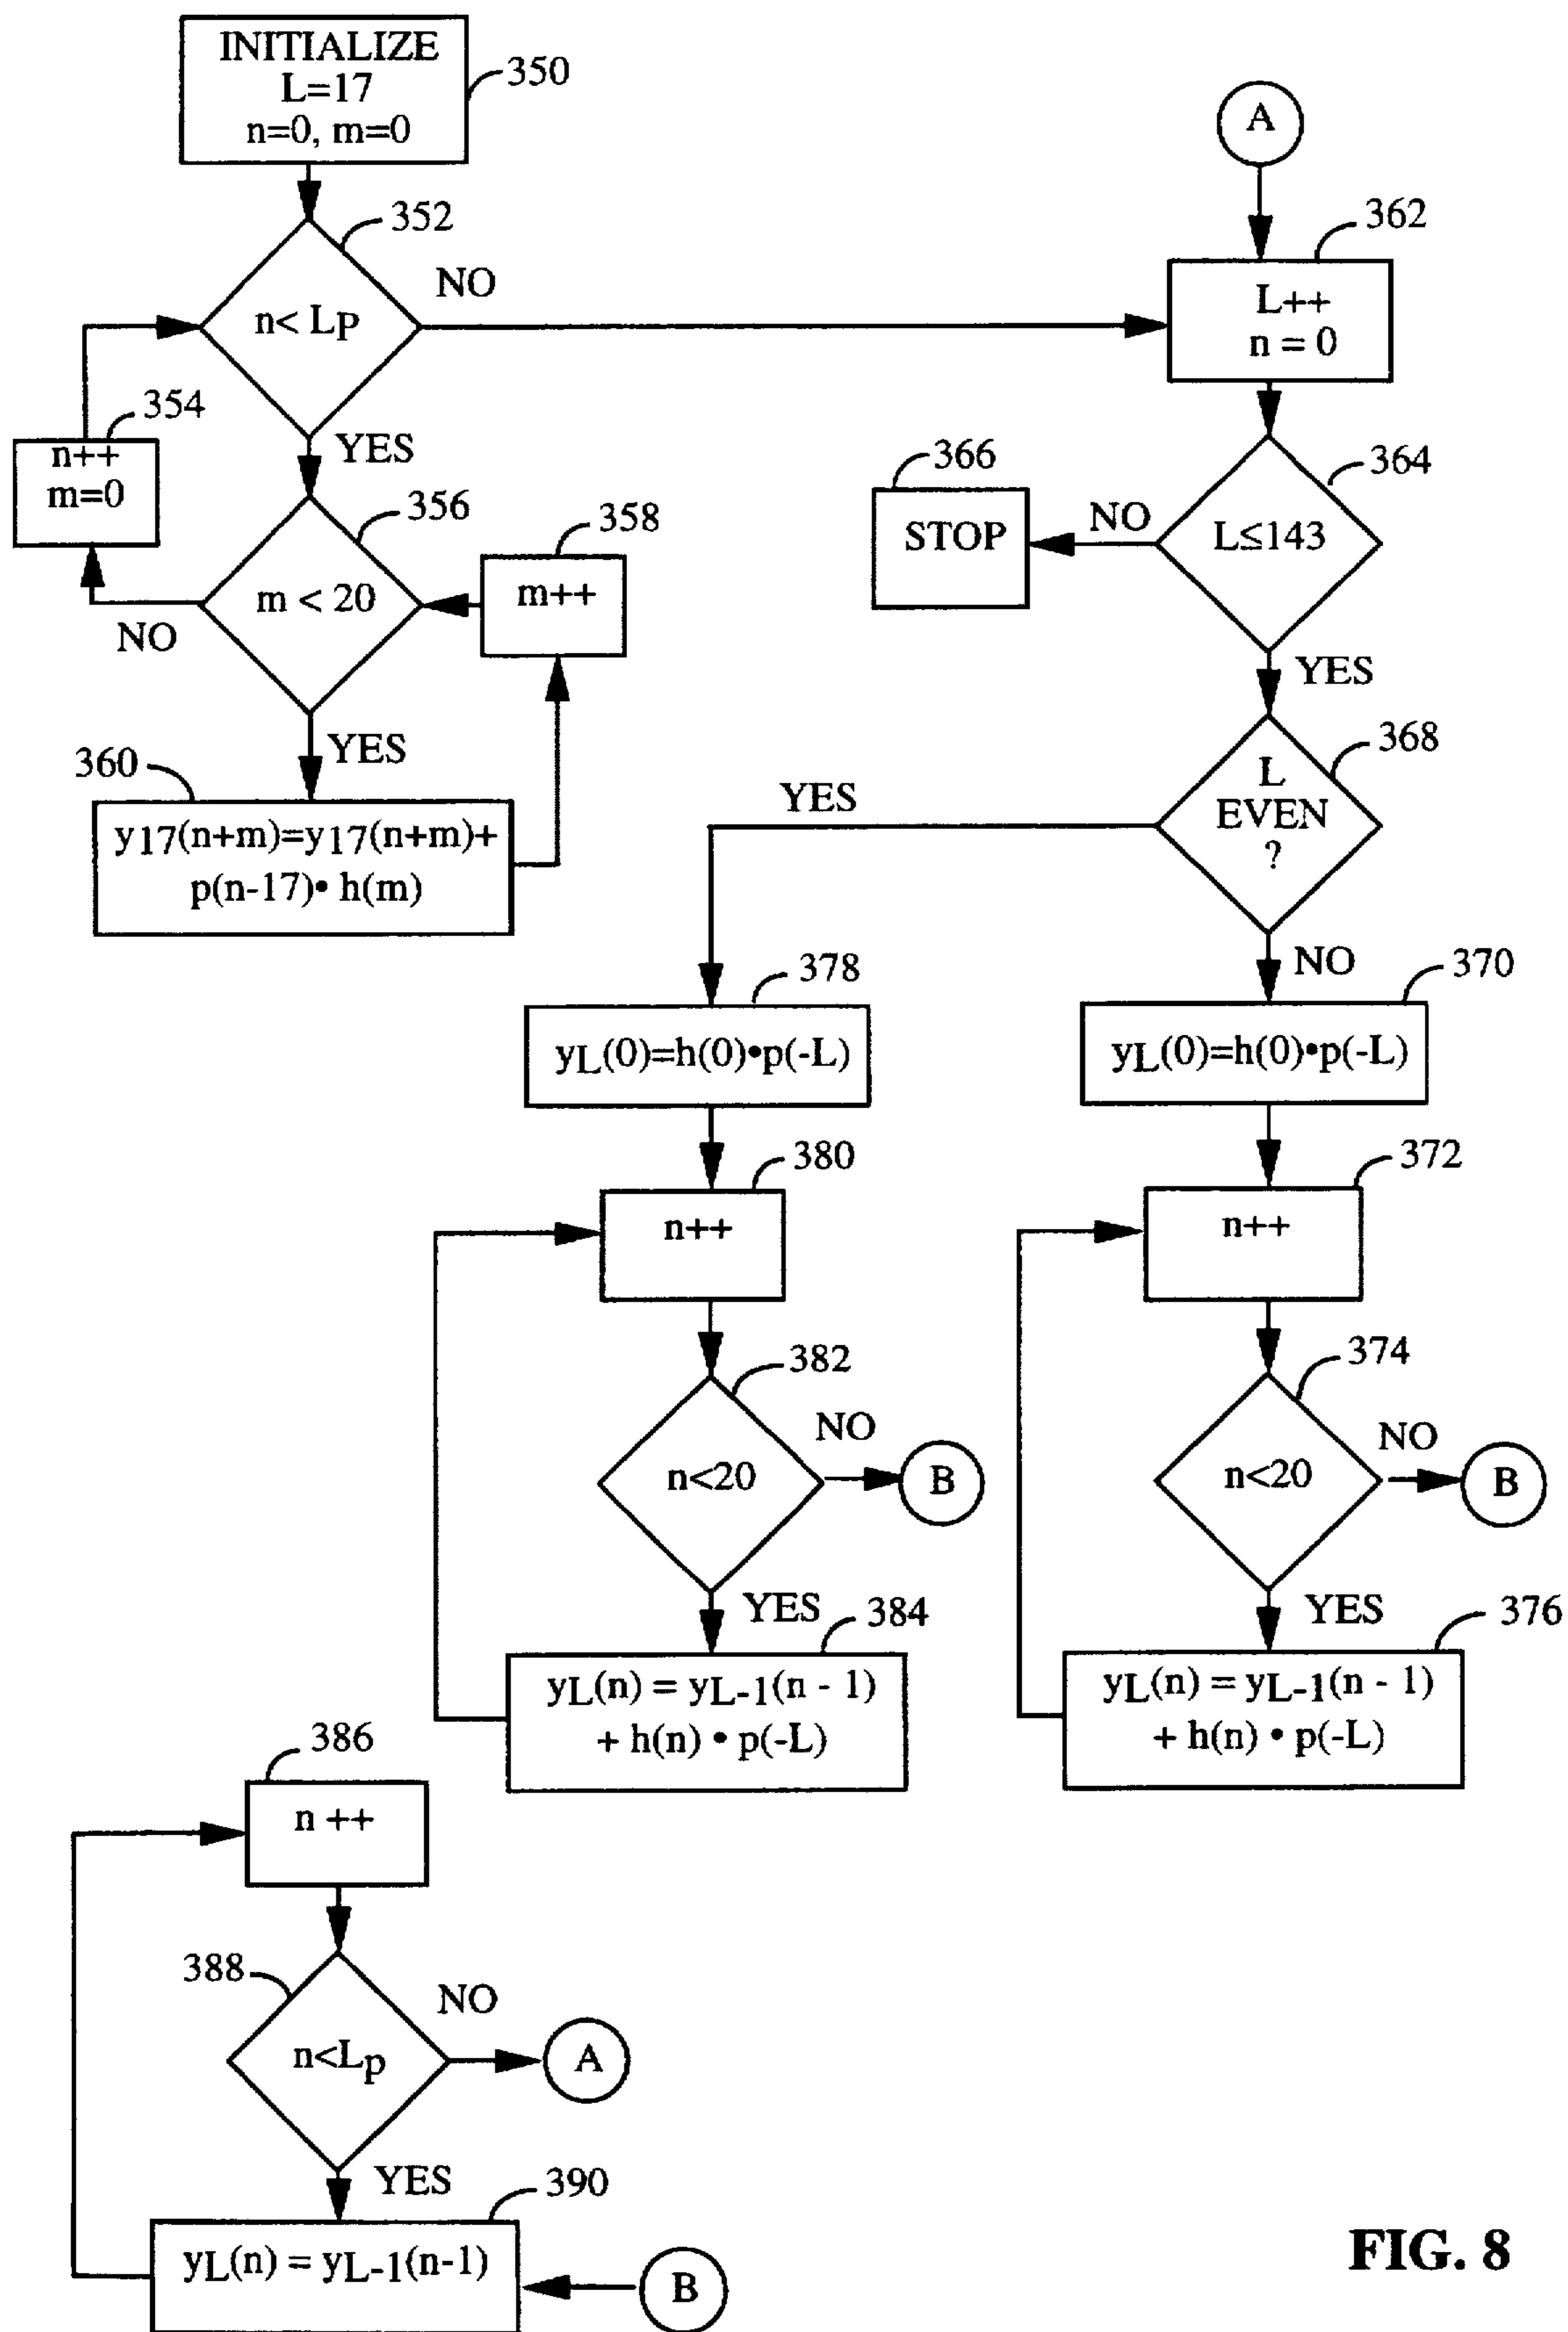 INITIALIZE
L=17
n=0, m=0
350
352
n< LP
NO
YES
354
n++
m=0
356
m < 20
NO
YES
358
m++
360
y17(n+m)=y17(n+m)+
p(n-17)• h(m)
A
362
L++
n = 0
364
L≤143
NO
YES
366
STOP
368
L
EVEN
?
YES
NO
378
yL(0)=h(0)•p(-L)
370
yL(0)=h(0)•p(-L)
380
n++
372
n++
382
n<20
NO
B
YES
374
n<20
NO
B
YES
384
yL(n) = yL-1(n - 1)
+ h(n) • p(-L)
376
yL(n) = yL-1(n - 1)
+ h(n) • p(-L)
386
n ++
388
n<Lp
NO
A
YES
390
yL(n) = yL-1(n-1)
B
FIG. 8